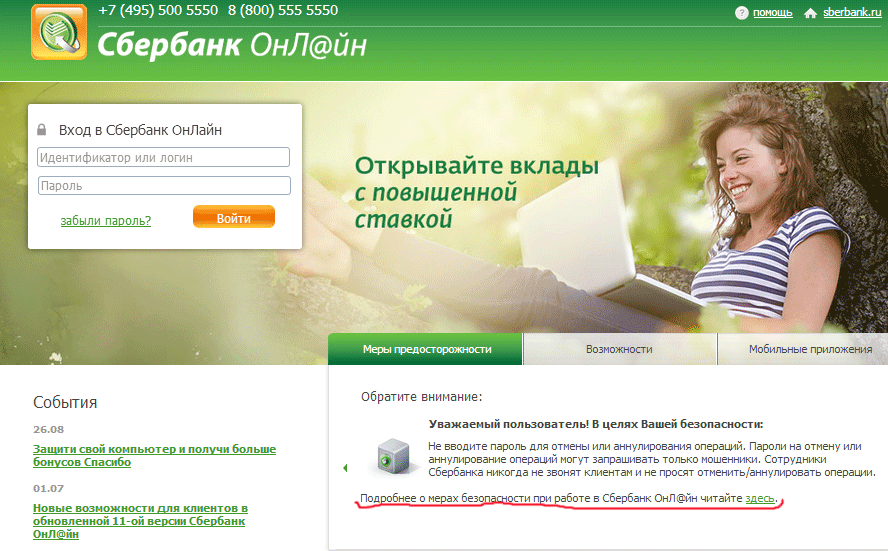 +7 (495) 500 5550   8 (800) 555 5550
? помощь   sberbank.ru
Сбербанк ОнЛ@йн
Вход в Сбербанк ОнЛайн
Идентификатор или логин
Пароль
забыли пароль?
Войти
Открывайте вклады
с повышенной
ставкой
Меры предосторожности
Возможности
Мобильные приложения
События
26.08
Защити свой компьютер и получи больше
бонусов Спасибо
01.07
Новые возможности для клиентов в
обновленной 11-ой версии Сбербанк
ОнЛ@йн
Обратите внимание:
Уважаемый пользователь! В целях Вашей безопасности:
Не вводите пароль для отмены или аннулирования операций. Пароли на отмену или
аннулирование операций могут запрашивать только мошенники. Сотрудники
Сбербанка никогда не звонят клиентам и не просят отменить/аннулировать операции.
Подробнее о мерах безопасности при работе в Сбербанк ОнЛ@йн читайте здесь.